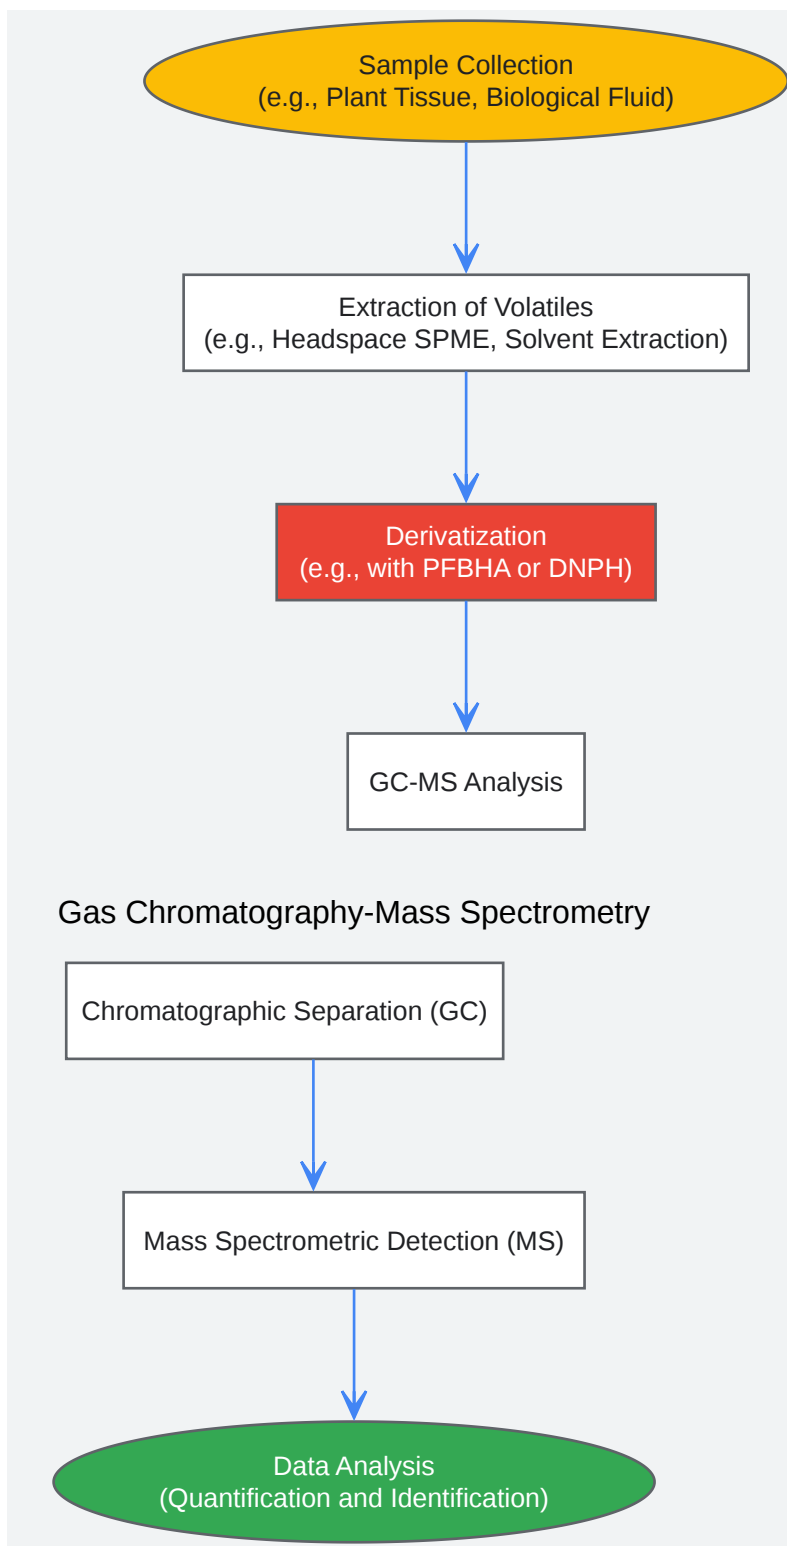 Sample Collection
(e.g., Plant Tissue, Biological Fluid)
Extraction of Volatiles
(e.g., Headspace SPME, Solvent Extraction)
Derivatization
(e.g., with PFBHA or DNPH)
GC-MS Analysis
Gas Chromatography-Mass Spectrometry
Chromatographic Separation (GC)
Mass Spectrometric Detection (MS)
Data Analysis
(Quantification and Identification)